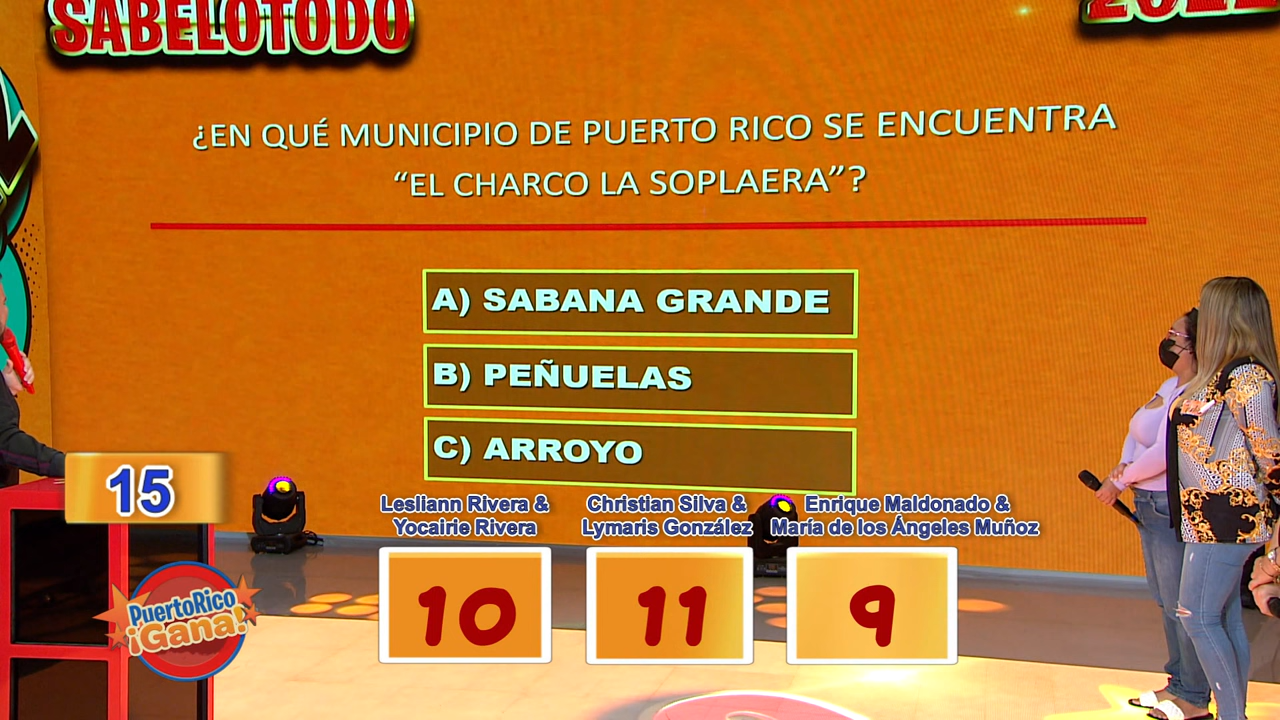 SABELOTODO
¿EN QUÉ MUNICIPIO DE PUERTO RICO SE ENCUENTRA
“EL CHARCO LA SOPLAERA”?
A) SABANA GRANDE
B) PEÑUELAS
C) ARROYO
15
Lesliann Rivera &
Yocairie Rivera
Christian Silva &
Lymaris González
Enrique Maldonado &
María de los Ángeles Muñoz
10
11
9
PuertoRico
¡Gana!